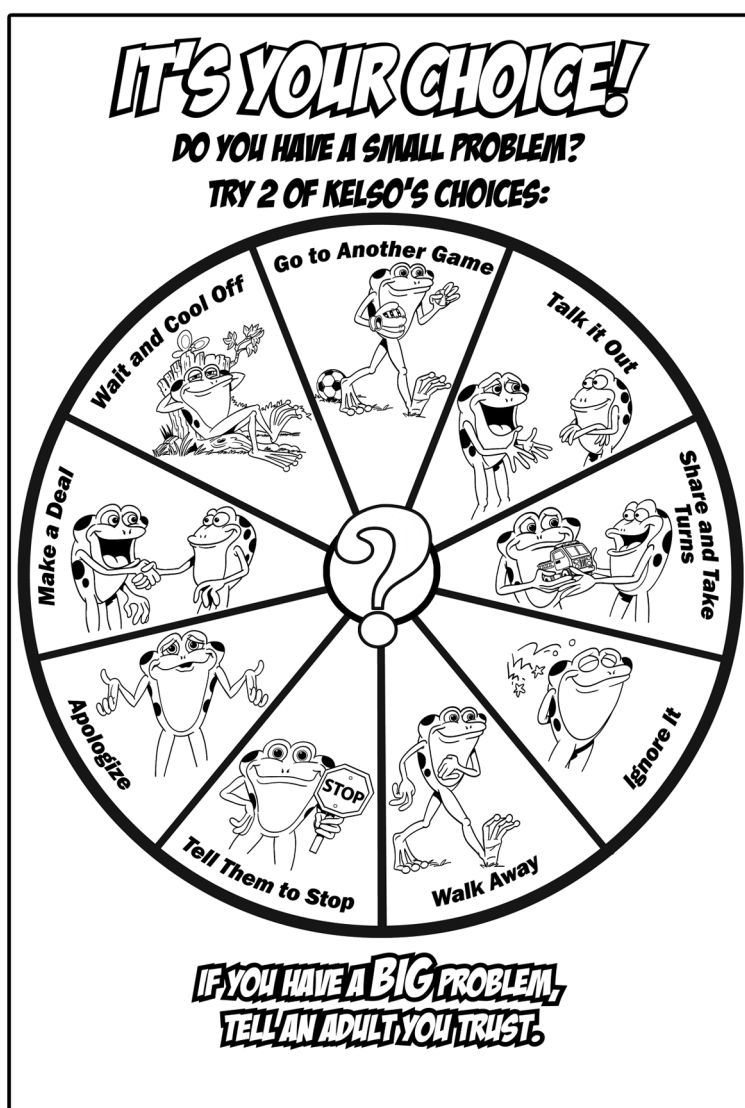 IT'S YOUR CHOICE!
DO YOU HAVE A SMALL PROBLEM?
TRY 2 OF KELSO'S CHOICES:
Go to Another Game
Talk it Out
Share and Take
Turns
Ignore It
Walk Away
Tell Them to Stop
STOP
Apologize
Make a Deal
Wait and Cool Off
?
IF YOU HAVE A BIG PROBLEM,
TELL AN ADULT YOU TRUST.